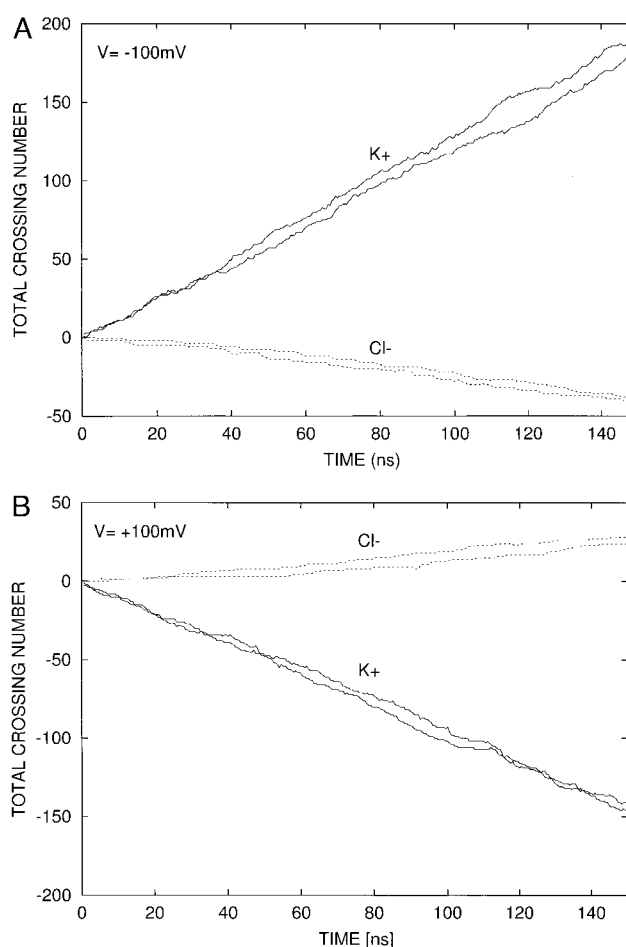 A
V= -100mV
TOTAL CROSSING NUMBER
200
150
100
50
0
-50
K+
Cl-
0 20 40 60 80 100 120 140
TIME (ns)
B
V= +100mV
TOTAL CROSSING NUMBER
50
0
-50
-100
-150
-200
Cl-
K+
0 20 40 60 80 100 120 140
TIME [ns]